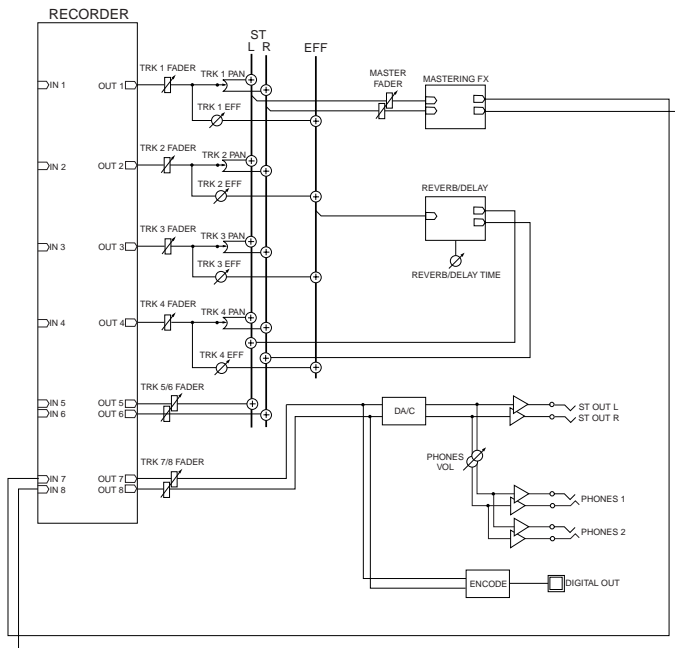 RECORDER
ST
L R
EFF
TRK 1 FADER
TRK 1 PAN
IN 1
OUT 1
TRK 1 EFF
MASTER
FADER
MASTERING FX
TRK 2 FADER
TRK 2 PAN
IN 2
OUT 2
TRK 2 EFF
REVERB/DELAY
TRK 3 FADER
TRK 3 PAN
IN 3
OUT 3
TRK 3 EFF
REVERB/DELAY TIME
TRK 4 FADER
TRK 4 PAN
IN 4
OUT 4
TRK 4 EFF
TRK 5/6 FADER
IN 5
OUT 5
IN 6
OUT 6
DA/C
ST OUT L
ST OUT R
TRK 7/8 FADER
PHONES
VOL
IN 7
OUT 7
IN 8
OUT 8
PHONES 1
PHONES 2
ENCODE
DIGITAL OUT